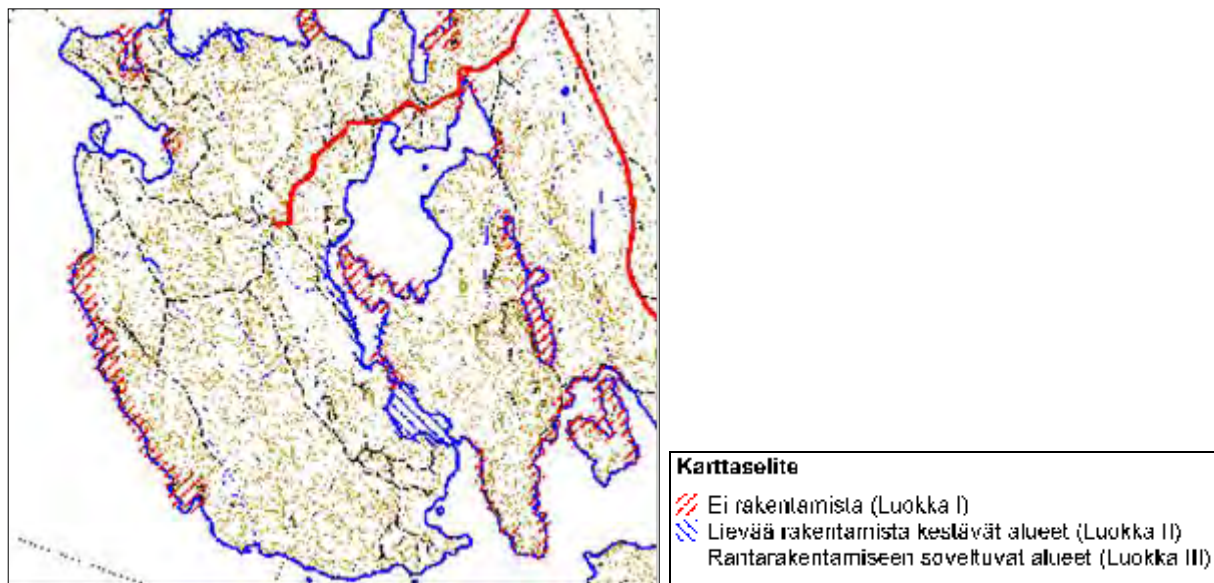 Karttaselite
Ei rakentamista (Luokka I)
Lievää rakentamista kestävät alueet (Luokka II)
Rantarakentamiseen soveltuvat alueet (Luokka III)